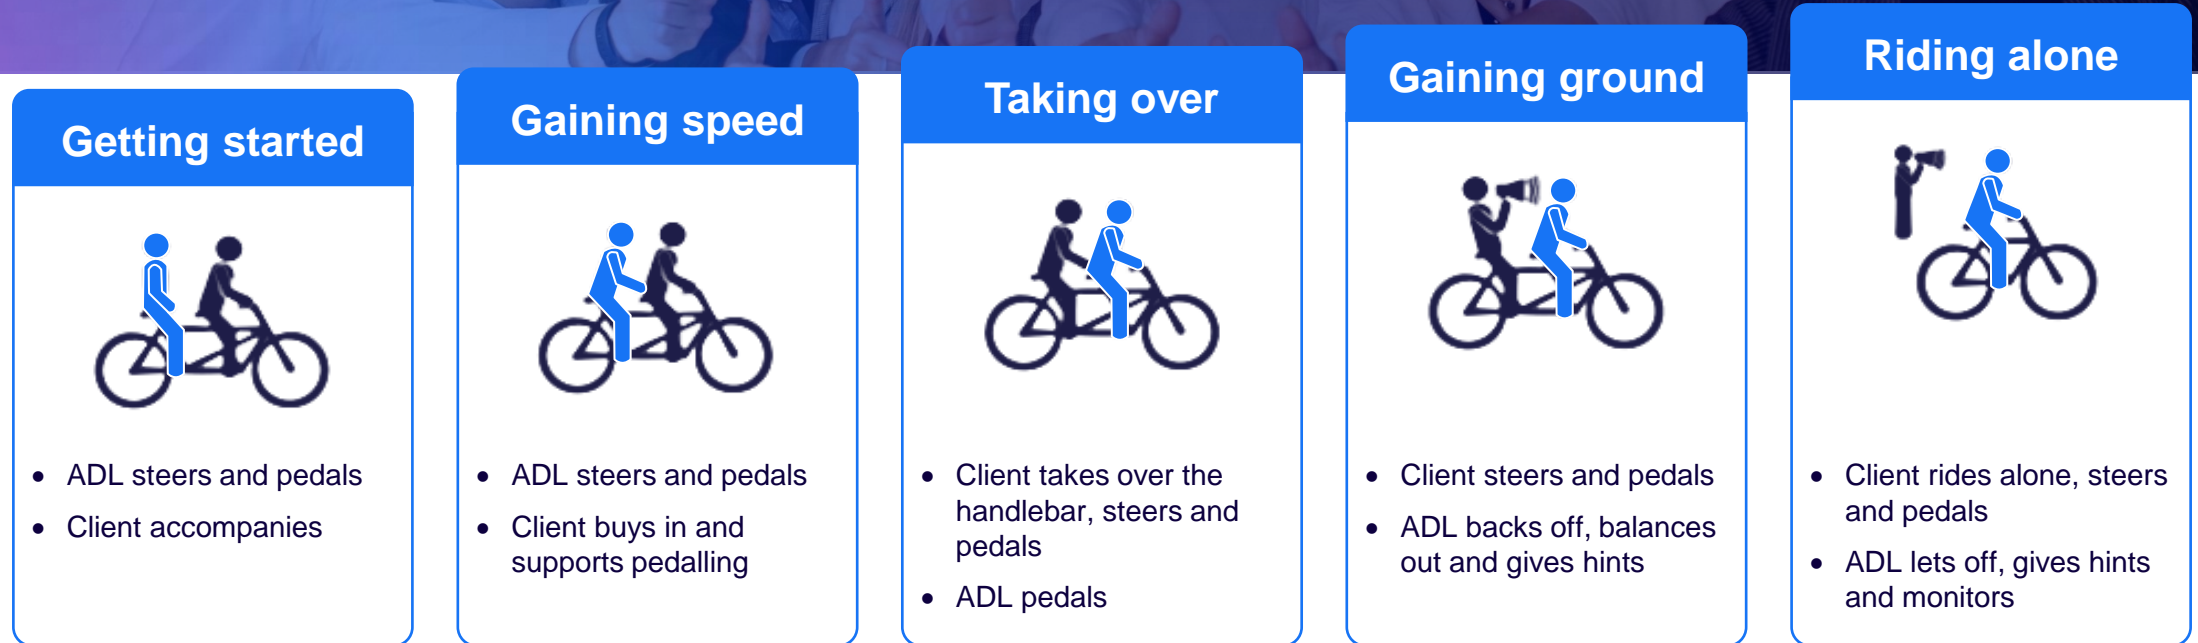 Getting started
• ADL steers and pedals
• Client accompanies
Gaining speed
• ADL steers and pedals
• Client buys in and
supports pedalling
Taking over
• Client takes over the
handlebar, steers and
pedals
• ADL pedals
Gaining ground
• Client steers and pedals
• ADL backs off, balances
out and gives hints
Riding alone
• Client rides alone, steers
and pedals
• ADL lets off, gives hints
and monitors